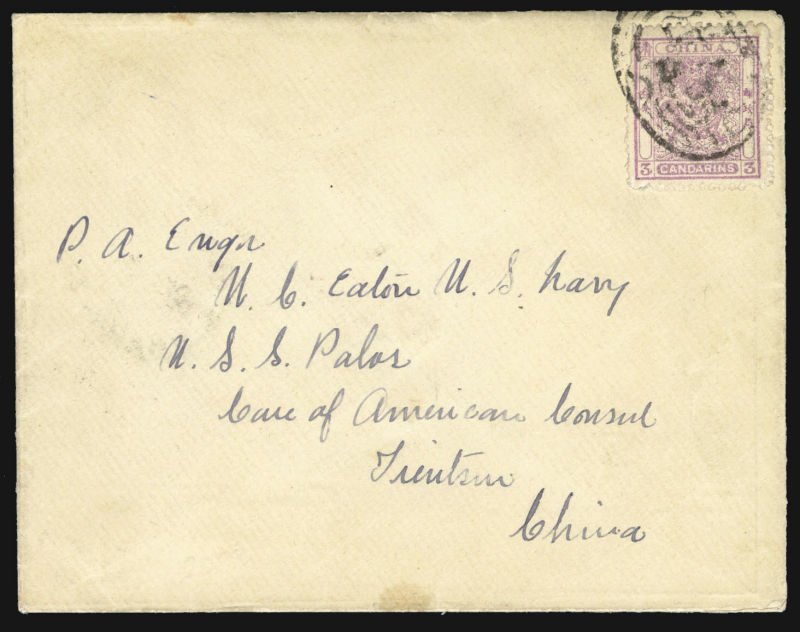 CHINA
3 CANDARINS 3
P. A. Engr
W. C. Eaton U. S. Navy
U. S. S. Palos
Care of American Consul
Tientsin
China